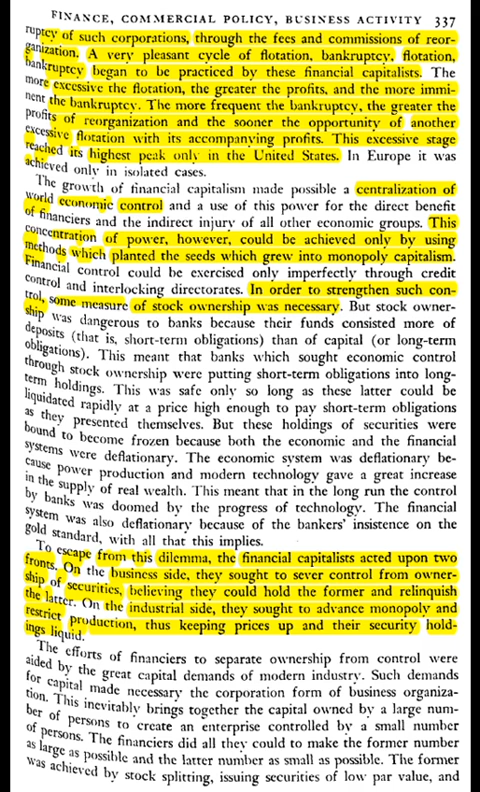 FINANCE, COMMERCIAL POLICY, BUSINESS ACTIVITY 337
ruptcy of such corporations, through the fees and commissions of reor-
ganization. A very pleasant cycle of flotation, bankruptcy, flotation,
bankruptcy began to be practiced by these financial capitalists. The
more excessive the flotation, the greater the profits, and the more immi-
nent the bankruptcy. The more frequent the bankruptcy, the greater the
profits of reorganization and the sooner the opportunity of another
excessive flotation with its accompanying profits. This excessive stage
reached its highest peak only in the United States. In Europe it was
achieved only in isolated cases.
The growth of financial capitalism made possible a centralization of
world economic control and a use of this power for the direct benefit
of financiers and the indirect injury of all other economic groups. This
concentration of power, however, could be achieved only by using
methods which planted the seeds which grew into monopoly capitalism.
Financial control could be exercised only imperfectly through credit
control and interlocking directorates. In order to strengthen such con-
trol, some measure of stock ownership was necessary. But stock owner-
ship was dangerous to banks because their funds consisted more of
deposits (that is, short-term obligations) than of capital (or long-term
obligations). This meant that banks which sought economic control
through stock ownership were putting short-term obligations into long-
term holdings. This was safe only so long as these latter could be
liquidated rapidly at a price high enough to pay short-term obligations
as they presented themselves. But these holdings of securities were
bound to become frozen because both the economic and the financial
systems were deflationary. The economic system was deflationary be-
cause power production and modern technology gave a great increase
in the supply of real wealth. This meant that in the long run the control
by banks was doomed by the progress of technology. The financial
system was also deflationary because of the bankers' insistence on the
gold standard, with all that this implies.
To escape from this dilemma, the financial capitalists acted upon two
fronts. On the business side, they sought to sever control from owner-
ship of securities, believing they could hold the former and relinquish
the latter. On the industrial side, they sought to advance monopoly and
restrict production, thus keeping prices up and their security hold-
ings liquid.
The efforts of financiers to separate ownership from control were
aided by the great capital demands of modern industry. Such demands
for capital made necessary the corporation form of business organiza-
tion. This inevitably brings together the capital owned by a large num-
ber of persons to create an enterprise controlled by a small number
of persons. The financiers did all they could to make the former number
as large as possible and the latter number as small as possible. The former
was achieved by stock splitting, issuing securities of low par value, and